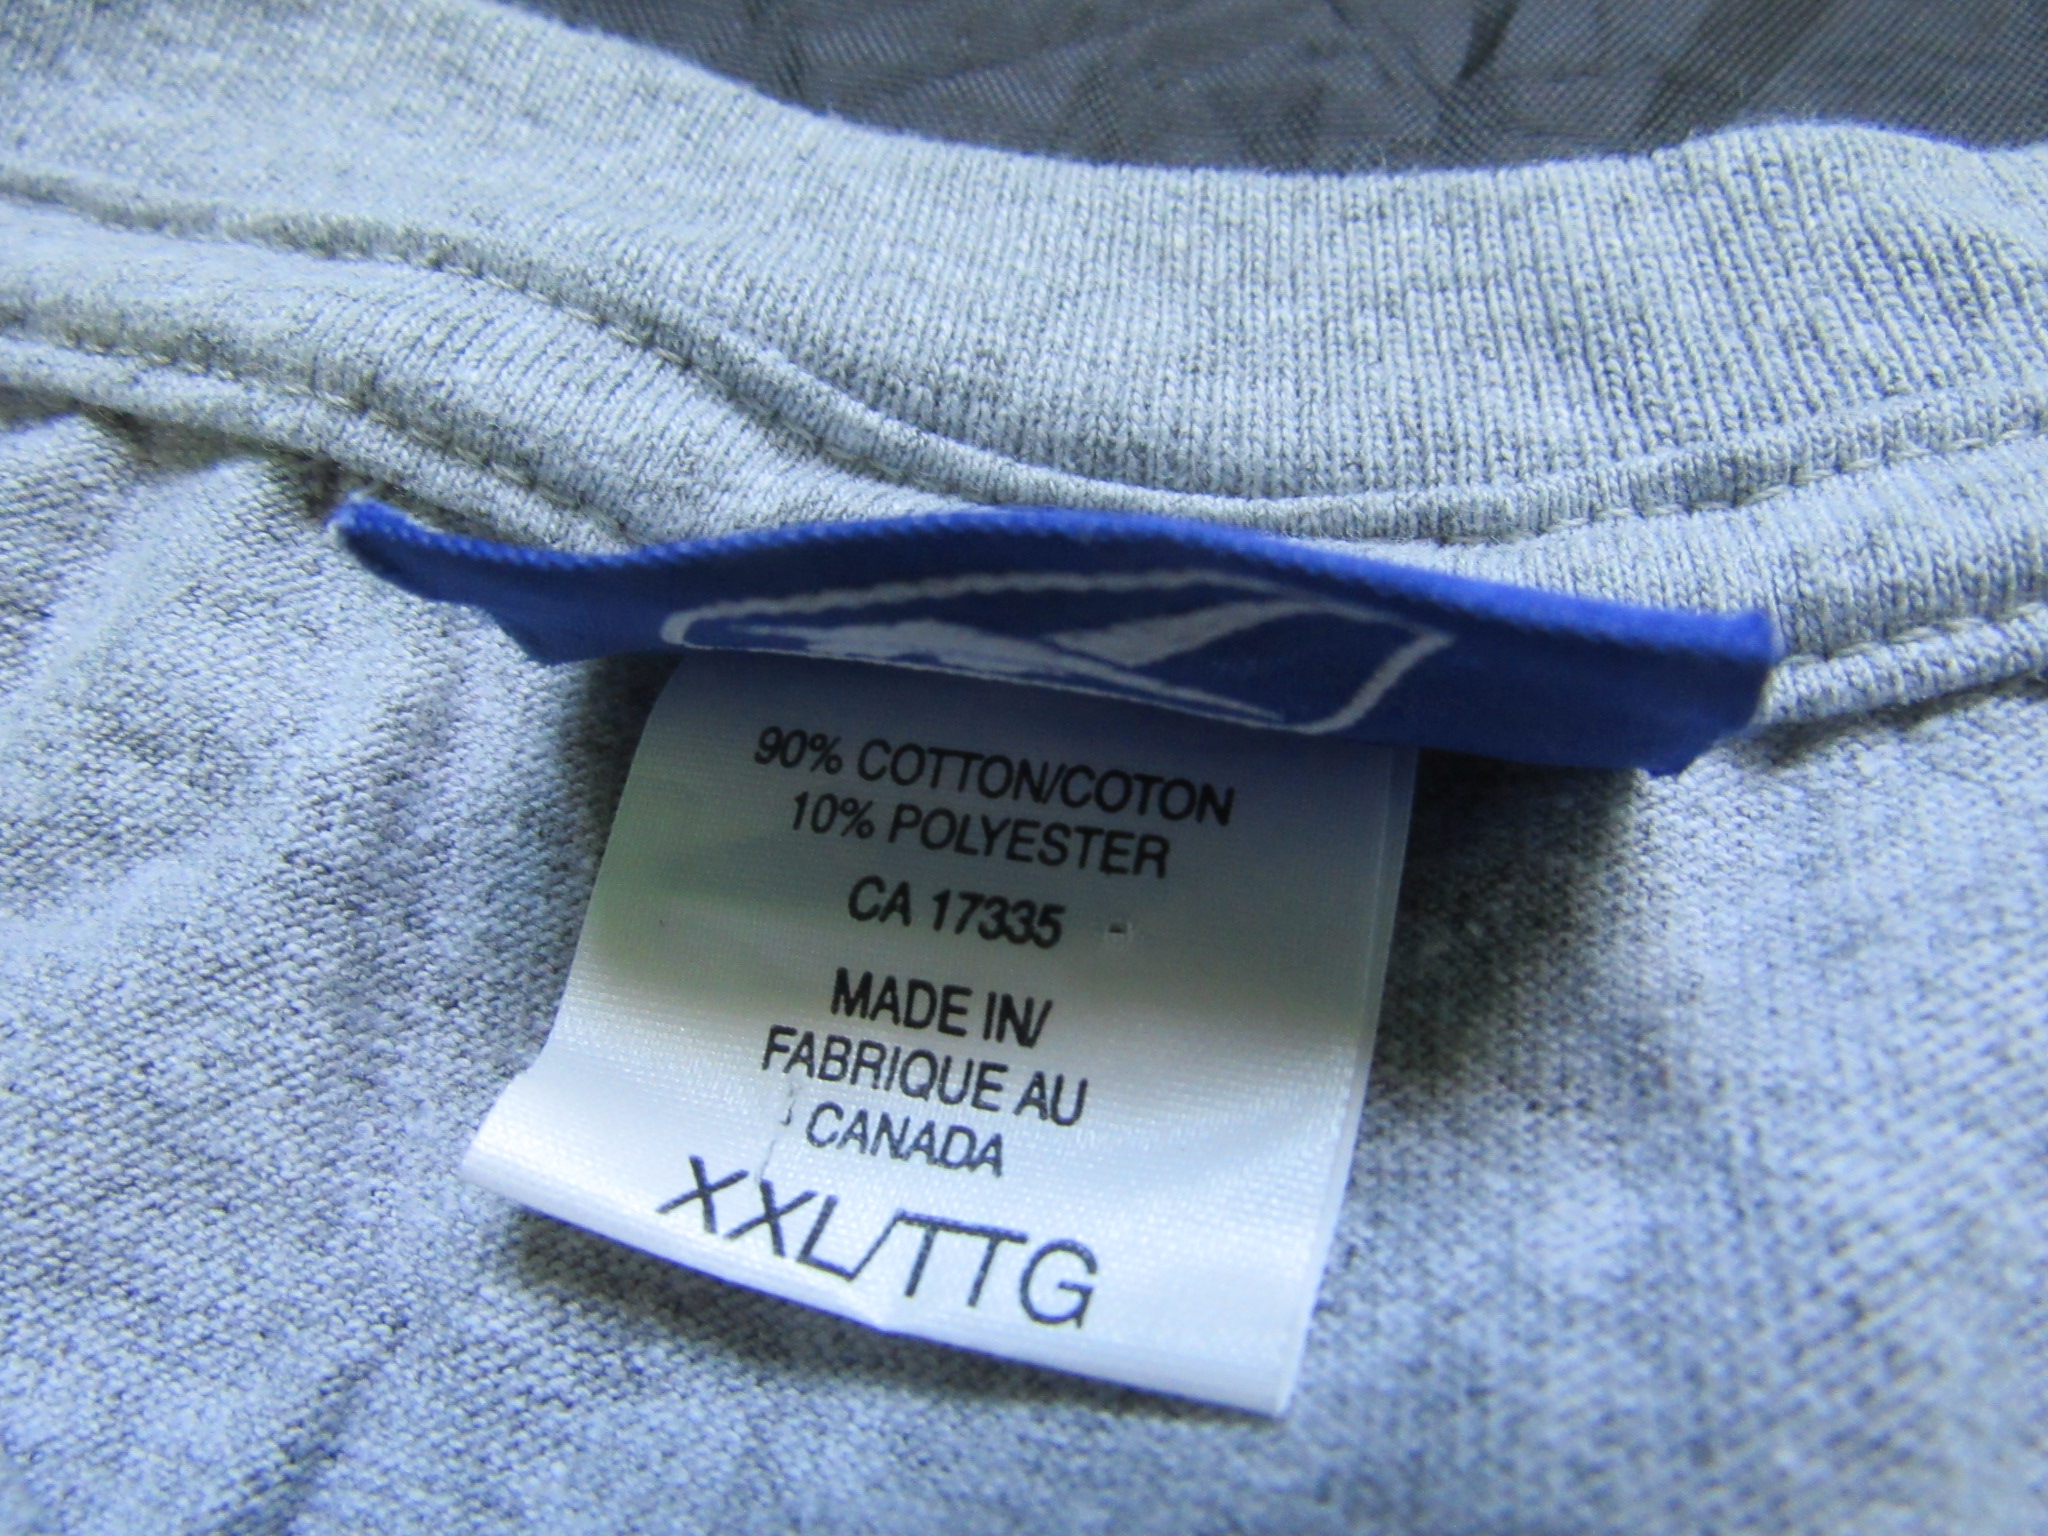 90% COTTON/COTON
10% POLYESTER
CA 17335
MADE IN/
FABRIQUE AU
CANADA
XXL/TTG